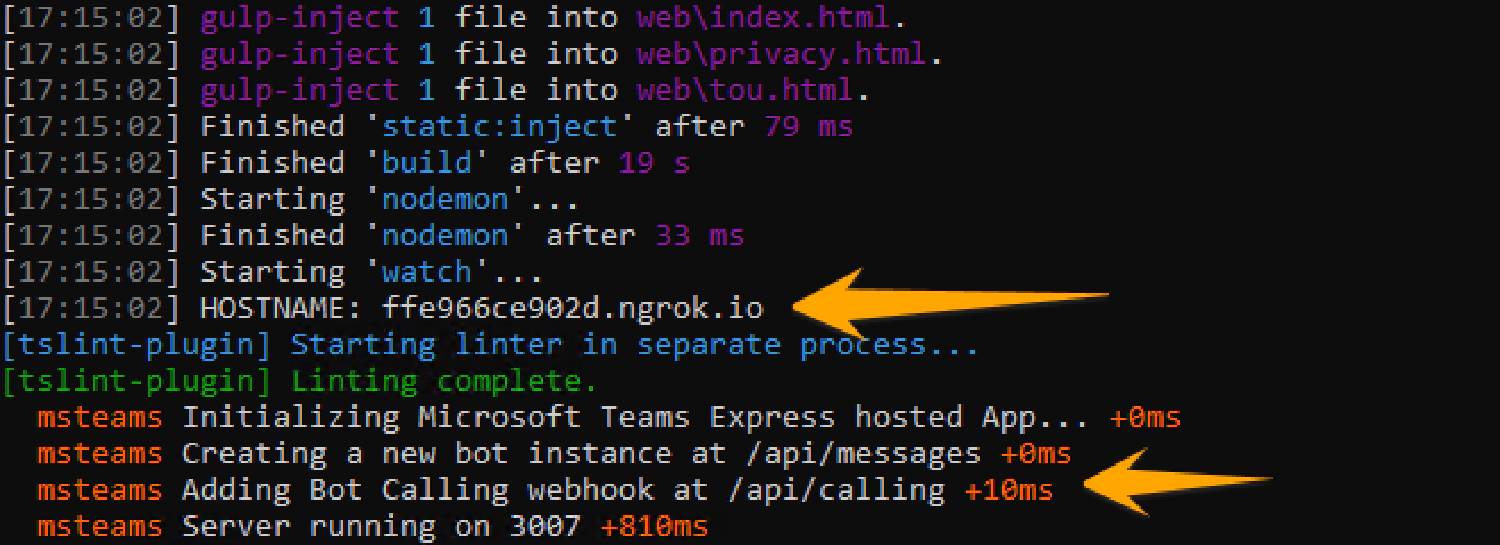 [17:15:02] gulp-inject 1 file into web\index.html.
[17:15:02] gulp-inject 1 file into web\privacy.html.
[17:15:02] gulp-inject 1 file into web\tou.html.
[17:15:02] Finished 'static:inject' after 79 ms
[17:15:02] Finished 'build' after 19 s
[17:15:02] Starting 'nodemon'...
[17:15:02] Finished 'nodemon' after 33 ms
[17:15:02] Starting 'watch'...
[17:15:02] HOSTNAME: ffe966ce902d.ngrok.io
[tslint-plugin] Starting linter in separate process...
[tslint-plugin] Linting complete.
msteams Initializing Microsoft Teams Express hosted App... +0ms
msteams Creating a new bot instance at /api/messages +0ms
msteams Adding Bot Calling webhook at /api/calling +10ms
msteams Server running on 3007 +810ms